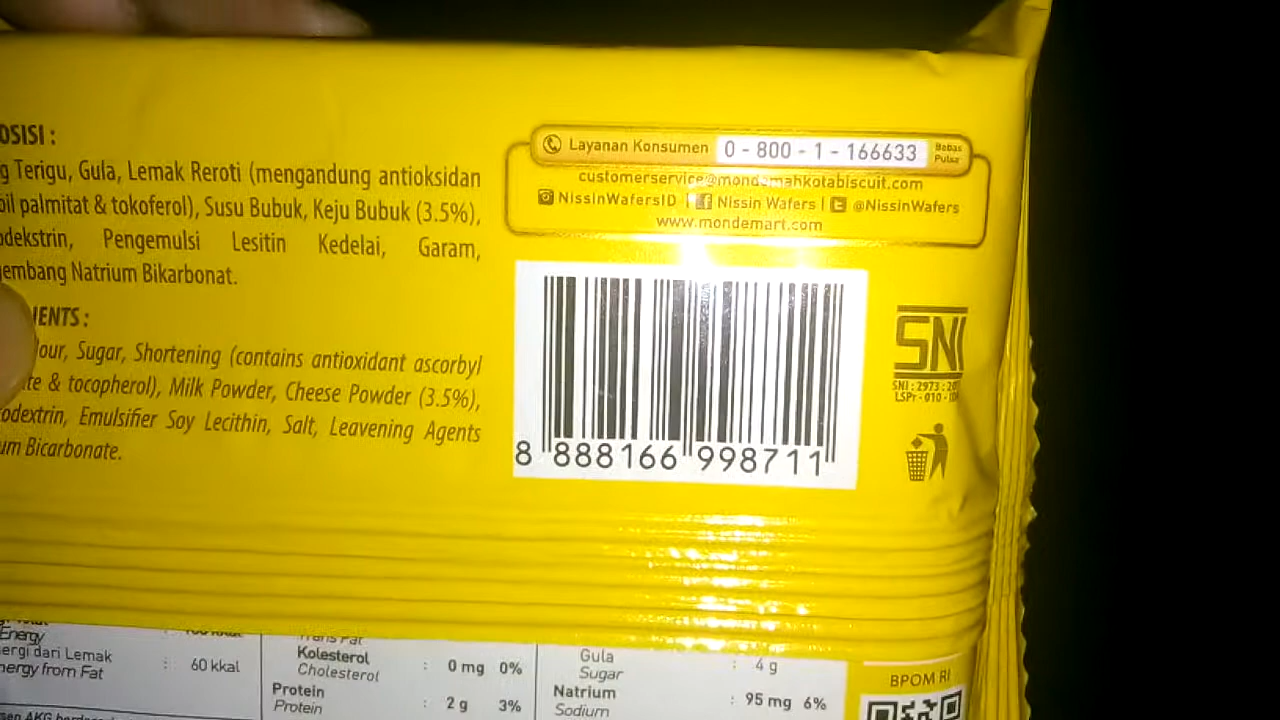 OSISI :
g Terigu, Gula, Lemak Reroti (mengandung antioksidan
oil palmitat & tokoferol), Susu Bubuk, Keju Bubuk (3.5%),
odekstrin, Pengemulsi Lesitin Kedelai, Garam,
embang Natrium Bikarbonat.
IENTS :
our, Sugar, Shortening (contains antioxidant ascorbyl
te & tocopherol), Milk Powder, Cheese Powder (3.5%),
odextrin, Emulsifier Soy Lecithin, Salt, Leavening Agents
um Bicarbonate.
Layanan Konsumen 0 - 800 - 1 - 166633 Bebas Pulsa
customerservice@mondemahkotabiscuit.com
NissinWafersID | Nissin Wafers | @NissinWafers
www.mondemart.com
8 888166 998711
SNI
SNI : 2973 : 20
LSPr - 010 -
Energy
ergi dari Lemak : 60 kkal
nergy from Fat
Trans Fat
Kolesterol : 0 mg 0%
Cholesterol
Protein : 2 g 3%
Protein
Gula : 4 g
Sugar
Natrium : 95 mg 6%
Sodium
BPOM RI